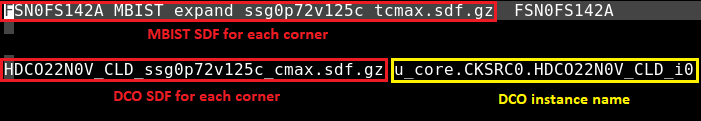 FSN0FS142A_MBIST_expand_ssg0p72v125c_tcmax.sdf.gz FSN0FS142A
MBIST SDF for each corner
HDCO22N0V_CLD_ssg0p72v125c_cmax.sdf.gz u_core.CKSRC0.HDCO22N0V_CLD_i0
DCO SDF for each corner DCO instance name